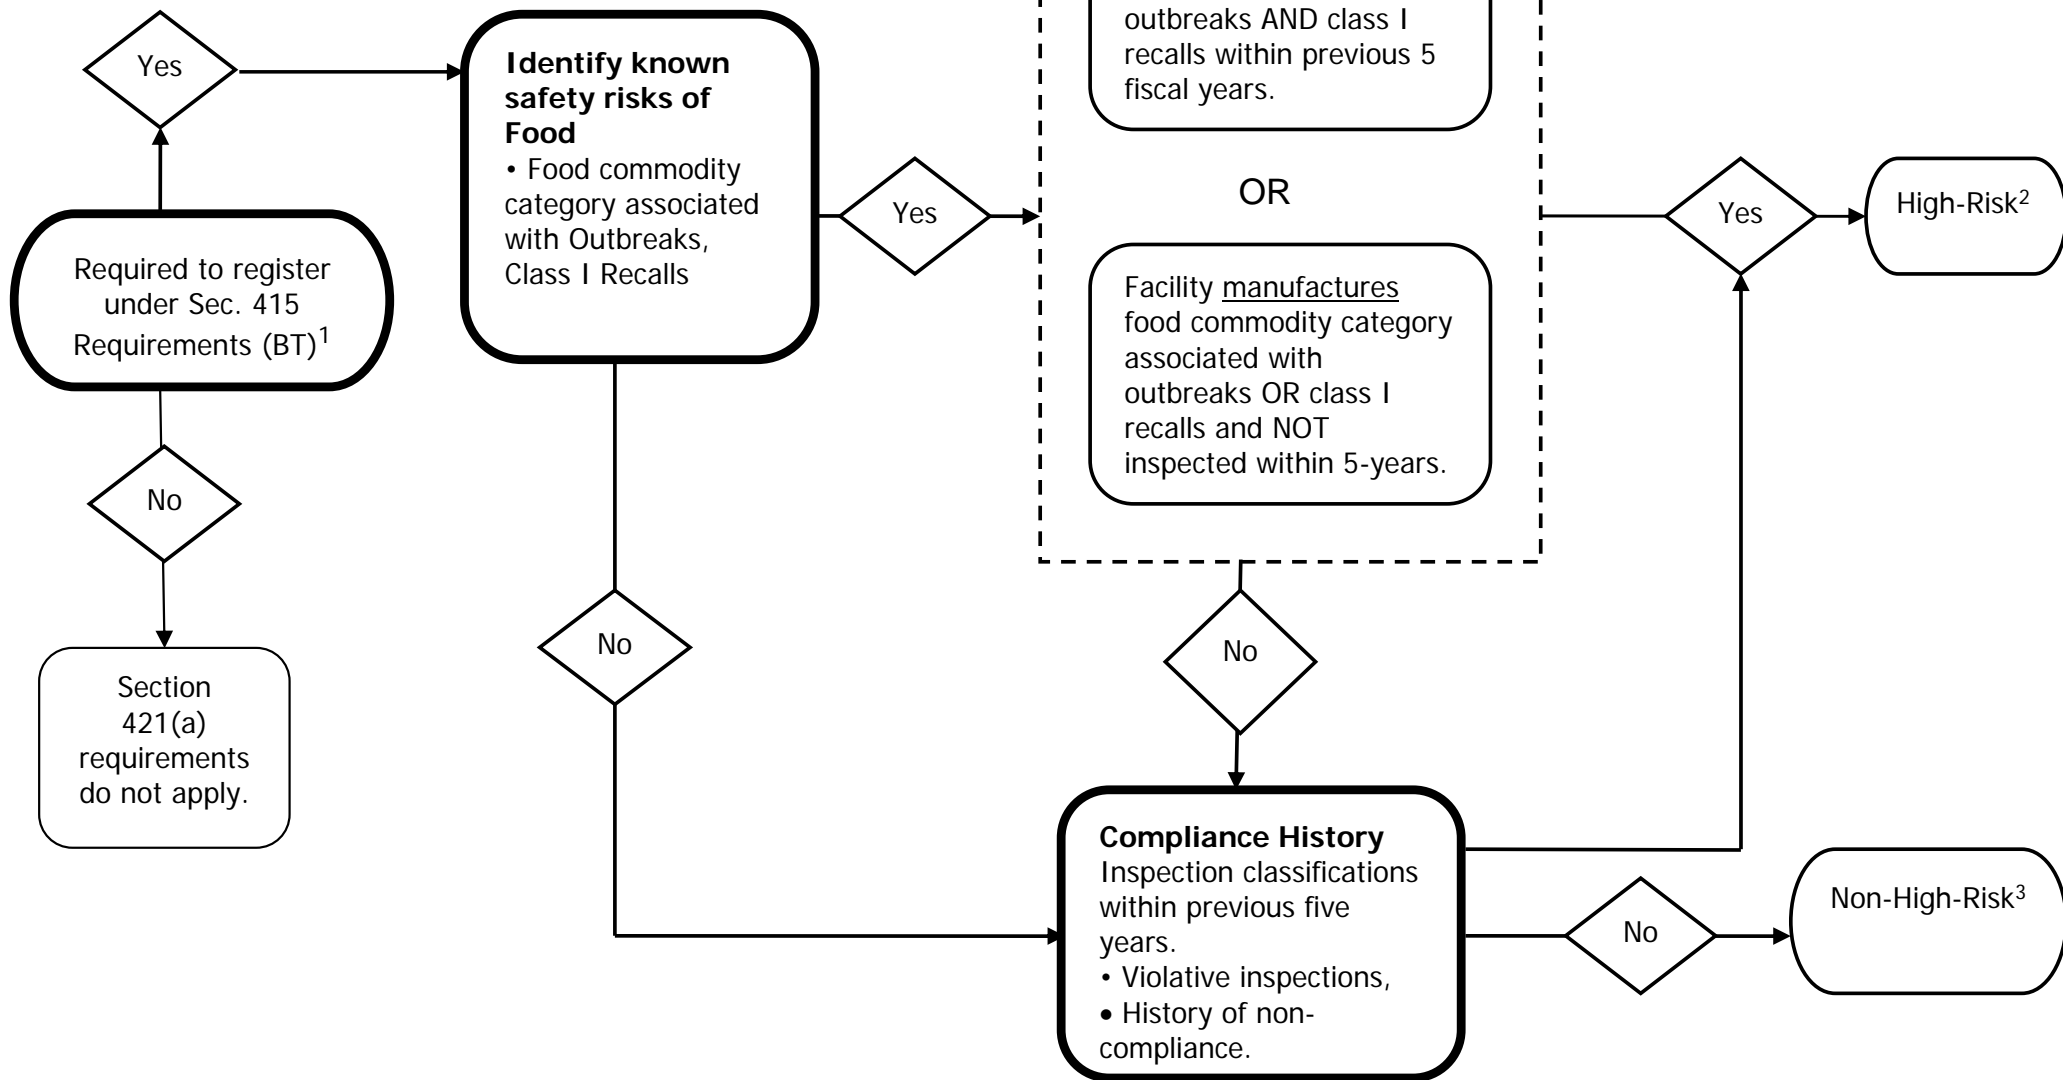 Yes
Identify known
safety risks of
Food
• Food commodity
category associated
with Outbreaks,
Class I Recalls
Required to register
under Sec. 415
Requirements (BT)1
No
Section
421(a)
requirements
do not apply.
No
Yes
outbreaks AND class I
recalls within previous 5
fiscal years.
OR
Facility manufactures
food commodity category
associated with
outbreaks OR class I
recalls and NOT
inspected within 5-years.
Yes
High-Risk2
No
Compliance History
Inspection classifications
within previous five
years.
• Violative inspections,
• History of non-
compliance.
No
Non-High-Risk3